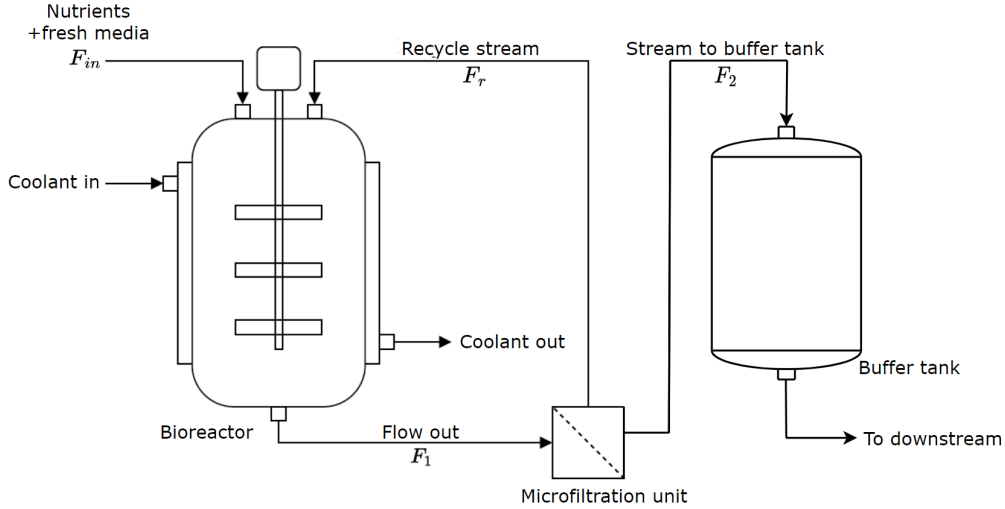 Nutrients
+fresh media
F_in
Recycle stream
F_r
Stream to buffer tank
F_2
Coolant in
Coolant out
Buffer tank
Bioreactor
Flow out
F_1
To downstream
Microfiltration unit